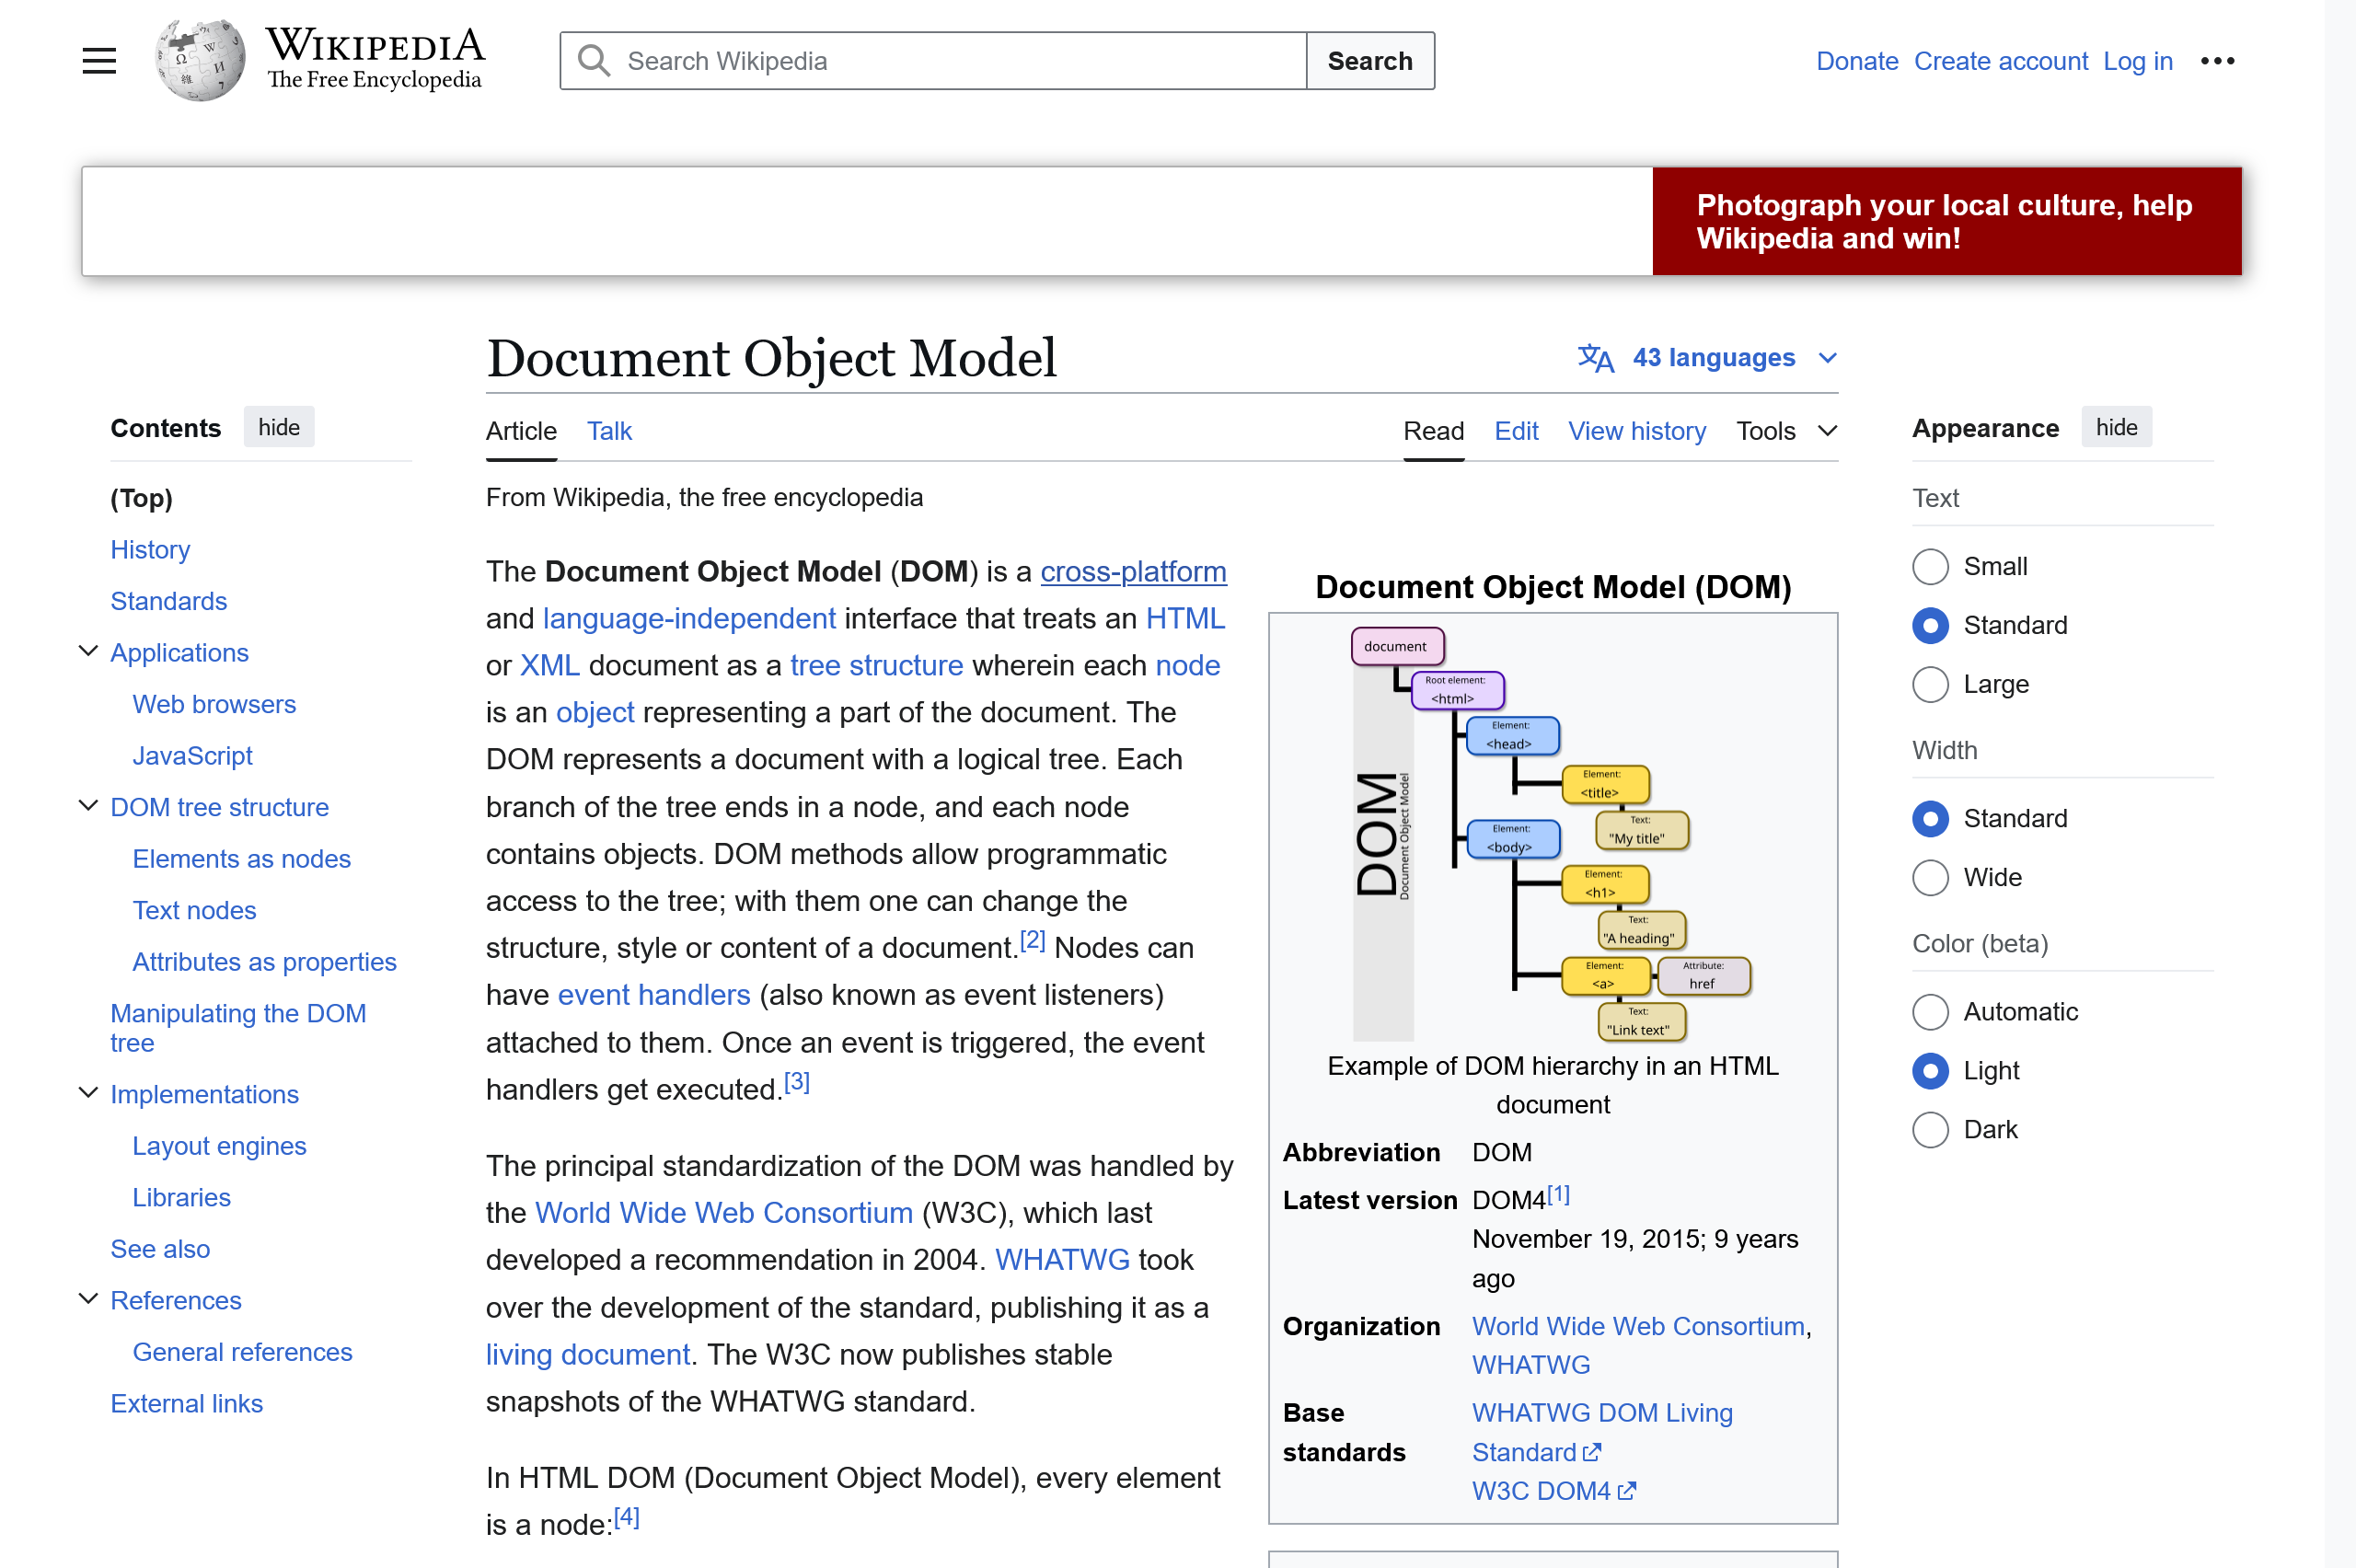 WIKIPEDIA
The Free Encyclopedia
Search Wikipedia
Search
Donate Create account Log in
Photograph your local culture, help
Wikipedia and win!
Document Object Model
43 languages
Contents hide
(Top)
History
Standards
Applications
Web browsers
JavaScript
DOM tree structure
Elements as nodes
Text nodes
Attributes as properties
Manipulating the DOM
tree
Implementations
Layout engines
Libraries
See also
References
General references
External links
Article Talk
Read Edit View history Tools
From Wikipedia, the free encyclopedia
The Document Object Model (DOM) is a cross-platform
and language-independent interface that treats an HTML
or XML document as a tree structure wherein each node
is an object representing a part of the document. The
DOM represents a document with a logical tree. Each
branch of the tree ends in a node, and each node
contains objects. DOM methods allow programmatic
access to the tree; with them one can change the
structure, style or content of a document.[2] Nodes can
have event handlers (also known as event listeners)
attached to them. Once an event is triggered, the event
handlers get executed.[3]
The principal standardization of the DOM was handled by
the World Wide Web Consortium (W3C), which last
developed a recommendation in 2004. WHATWG took
over the development of the standard, publishing it as a
living document. The W3C now publishes stable
snapshots of the WHATWG standard.
In HTML DOM (Document Object Model), every element
is a node:[4]
Document Object Model (DOM)
DOM
Document Object Model
document
Root element:
<html>
Element:
<head>
Element:
<title>
Text:
"My title"
Element:
<body>
Element:
<h1>
Text:
"A heading"
Element:
<a>
Attribute:
href
Text:
"Link text"
Example of DOM hierarchy in an HTML
document
Abbreviation DOM
Latest version DOM4[1]
November 19, 2015; 9 years
ago
Organization World Wide Web Consortium,
WHATWG
Base WHATWG DOM Living
standards Standard
W3C DOM4
Appearance hide
Text
Small
Standard
Large
Width
Standard
Wide
Color (beta)
Automatic
Light
Dark